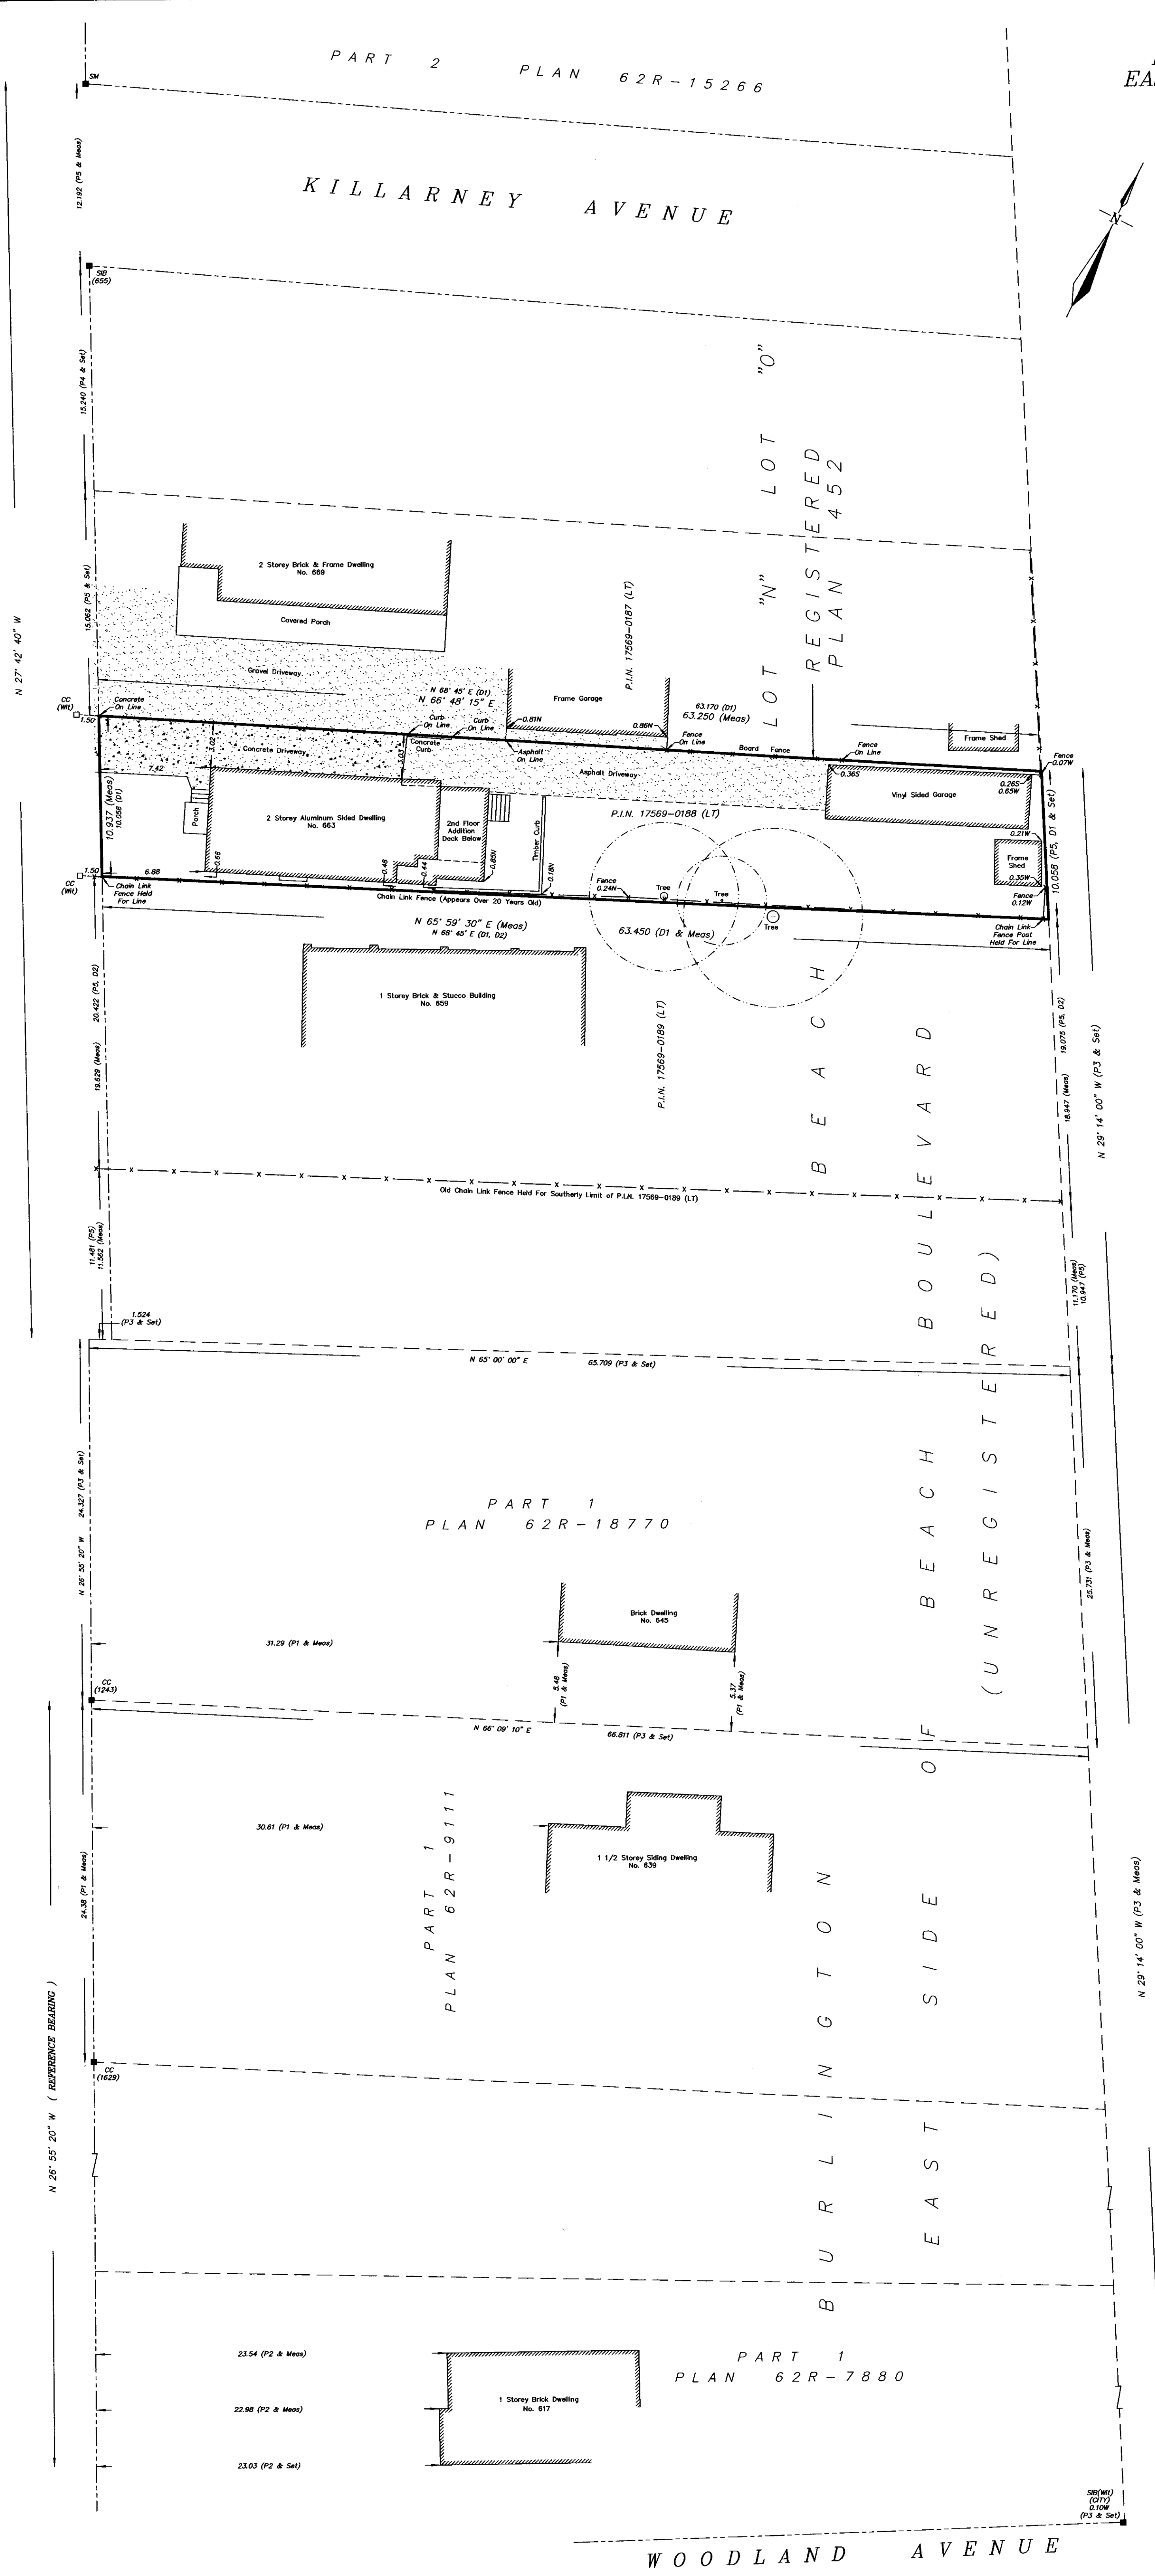 PART 2 PLAN 62R-15266
EA
SM
12.192 (P5 & Meas)
KILLARNEY AVENUE
N
SIB
(655)
15.240 (P4 & Set)
LOT "N" LOT "O"
REGISTERED
PLAN 452
2 Storey Brick & Frame Dwelling
No. 669
Covered Porch
15.062 (P5 & Set)
N 27° 42' 40" W
Gravel Driveway
P.I.N. 17569-0187 (LT)
N 68° 45' E (D1)
N 66° 48' 15" E
Frame Garage
63.170 (D1)
63.250 (Meas)
CC
(Wit)
1.50
Concrete
On Line
Curb
On Line
Curb
On Line
0.81N
0.86N
Fence
On Line
Board Fence
Fence
On Line
Frame Shed
Fence
0.07W
Concrete Driveway
Concrete
Curb
Asphalt
On Line
Asphalt Driveway
3.02
3.03
7.42
0.36S
0.26S
0.65W
Vinyl Sided Garage
10.937 (Meas)
10.058 (D1)
Porch
2 Storey Aluminum Sided Dwelling
No. 663
2nd Floor
Addition
Deck Below
Timber Curb
P.I.N. 17569-0188 (LT)
0.21W
Frame
Shed
0.35W
10.058 (P5, D1 & Set)
Fence
0.12W
CC
(Wit)
1.50
6.88
0.66
0.48
0.44
0.85N
0.18N
Fence
0.24N
Tree
Tree
Tree
Chain Link
Fence Held
For Line
Chain Link Fence (Appears Over 20 Years Old)
Chain Link
Fence Post
Held For Line
N 65° 59' 30" E (Meas)
N 68° 45' E (D1, D2)
63.450 (D1 & Meas)
1 Storey Brick & Stucco Building
No. 659
20.422 (P5, D2)
19.629 (Meas)
P.I.N. 17569-0189 (LT)
19.075 (P5, D2)
18.947 (Meas)
N 29° 14' 00" W (P3 & Set)
Old Chain Link Fence Held For Southerly Limit of P.I.N. 17569-0189 (LT)
11.481 (P5)
11.562 (Meas)
11.170 (Meas)
10.947 (P5)
1.524
(P3 & Set)
N 65° 00' 00" E 65.709 (P3 & Set)
BURLINGTON BEACH
EAST SIDE OF BEACH BOULEVARD
(UNREGISTERED)
N 26° 55' 20" W 24.327 (P3 & Set)
PART 1
PLAN 62R-18770
25.731 (P3 & Meas)
Brick Dwelling
No. 645
31.29 (P1 & Meas)
5.48
(P1 & Meas)
5.37
(P1 & Meas)
CC
(1243)
N 66° 09' 10" E 66.811 (P3 & Set)
PART 1
PLAN 62R-9111
30.61 (P1 & Meas)
1 1/2 Storey Siding Dwelling
No. 639
24.38 (P1 & Meas)
N 29° 14' 00" W (P3 & Meas)
N 26° 55' 20" W ( REFERENCE BEARING )
CC
(1629)
23.54 (P2 & Meas)
PART 1
PLAN 62R-7880
1 Storey Brick Dwelling
No. 617
22.98 (P2 & Meas)
23.03 (P2 & Set)
SIB(Wit)
(CITY)
0.10W
(P3 & Set)
WOODLAND AVENUE